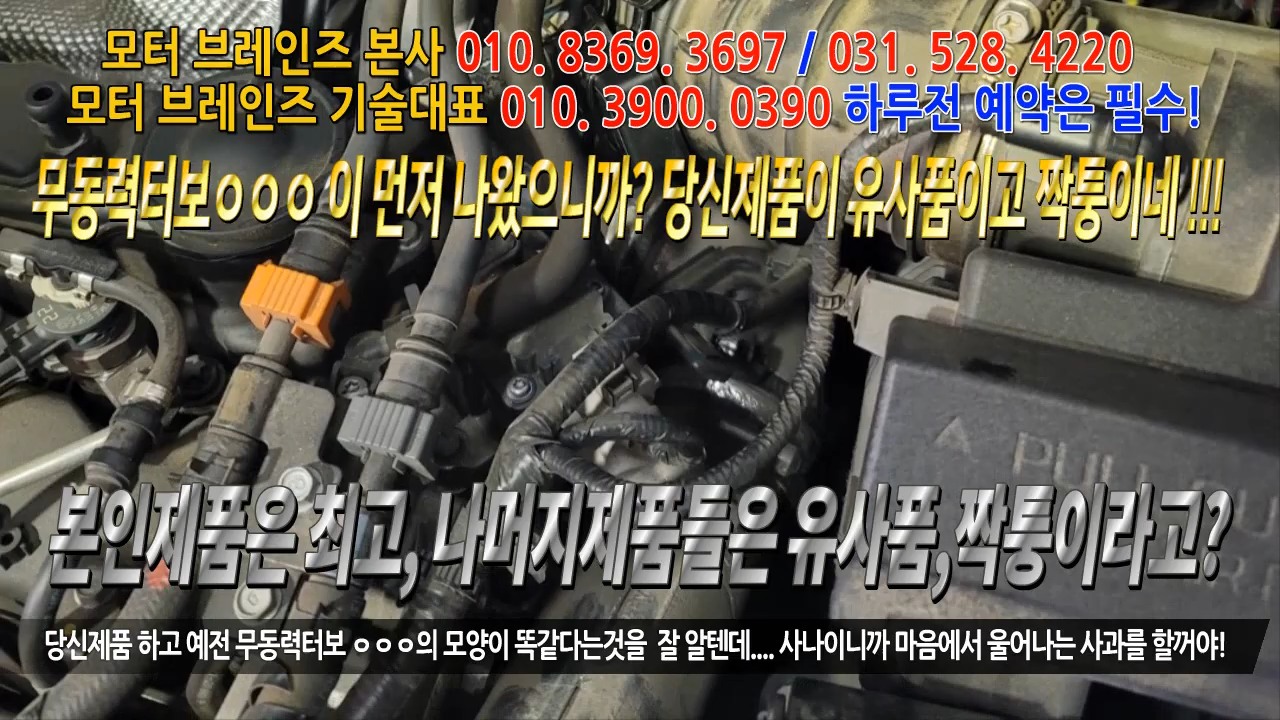 모터 브레인즈 본사 010. 8369. 3697 / 031. 528. 4220
모터 브레인즈 기술대표 010. 3900. 0390 하루전 예약은 필수!
무동력터보ㅇㅇㅇ 이 먼저 나왔으니까? 당신제품이 유사품이고 짝퉁이네 !!!
PULL
본인제품은 최고, 나머지제품들은 유사품,짝퉁이라고?
당신제품 하고 예전 무동력터보 ㅇㅇㅇ의 모양이 똑같다는것을 잘 알텐데.... 사나이니까 마음에서 울어나는 사과를 할꺼야!